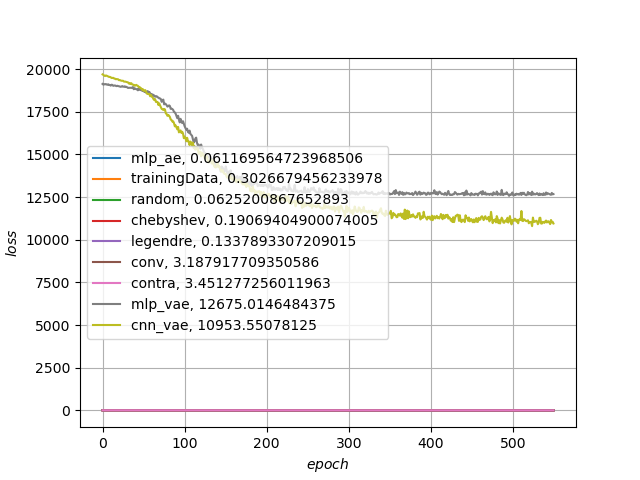 20000
17500
15000
12500
10000
7500
5000
2500
0
loss
mlp_ae, 0.061169564723968506
trainingData, 0.3026679456233978
random, 0.0625200867652893
chebyshev, 0.19069404900074005
legendre, 0.1337893307209015
conv, 3.187917709350586
contra, 3.451277256011963
mlp_vae, 12675.0146484375
cnn_vae, 10953.55078125
0 100 200 300 400 500
epoch